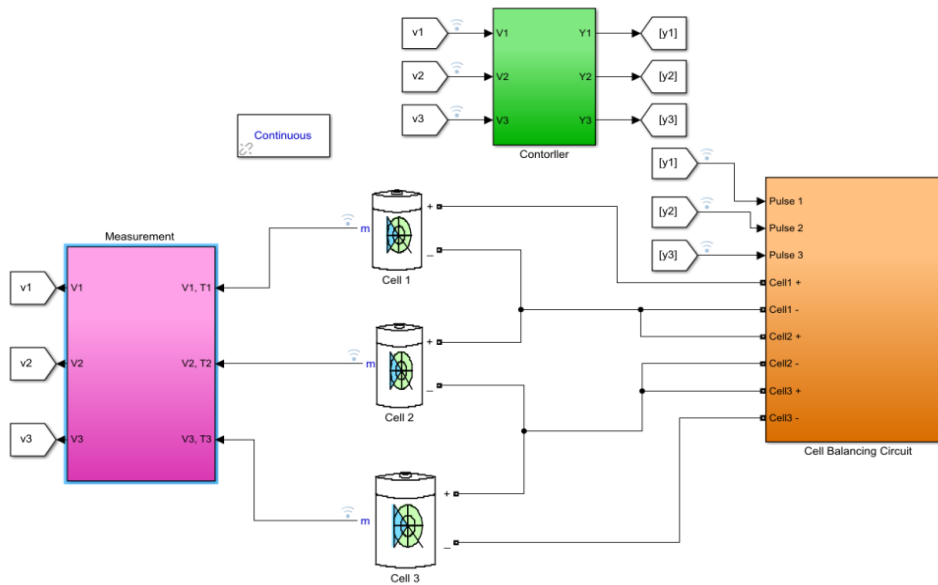 v1
V1
Y1
[y1]
v2
V2
Y2
[y2]
v3
V3
Y3
[y3]
Contorller
Continuous
[y1]
Pulse 1
[y2]
Pulse 2
[y3]
Pulse 3
Cell1 +
Cell1 -
Cell2 +
Cell2 -
Cell3 +
Cell3 -
Cell Balancing Circuit
Measurement
v1
V1
V1, T1
v2
V2
V2, T2
v3
V3
V3, T3
m
+
_
Cell 1
m
+
_
Cell 2
m
+
_
Cell 3